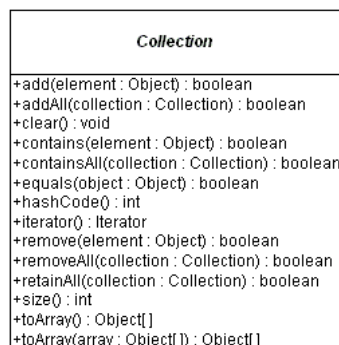 Collection
+add(element : Object) : boolean
+addAll(collection : Collection) : boolean
+clear() : void
+contains(element : Object) : boolean
+containsAll(collection : Collection) : boolean
+equals(object : Object) : boolean
+hashCode() : int
+iterator() : Iterator
+remove(element : Object) : boolean
+removeAll(collection : Collection) : boolean
+retainAll(collection : Collection) : boolean
+size() : int
+toArray() : Object[]
+toArray(array : Object[]) : Object[]